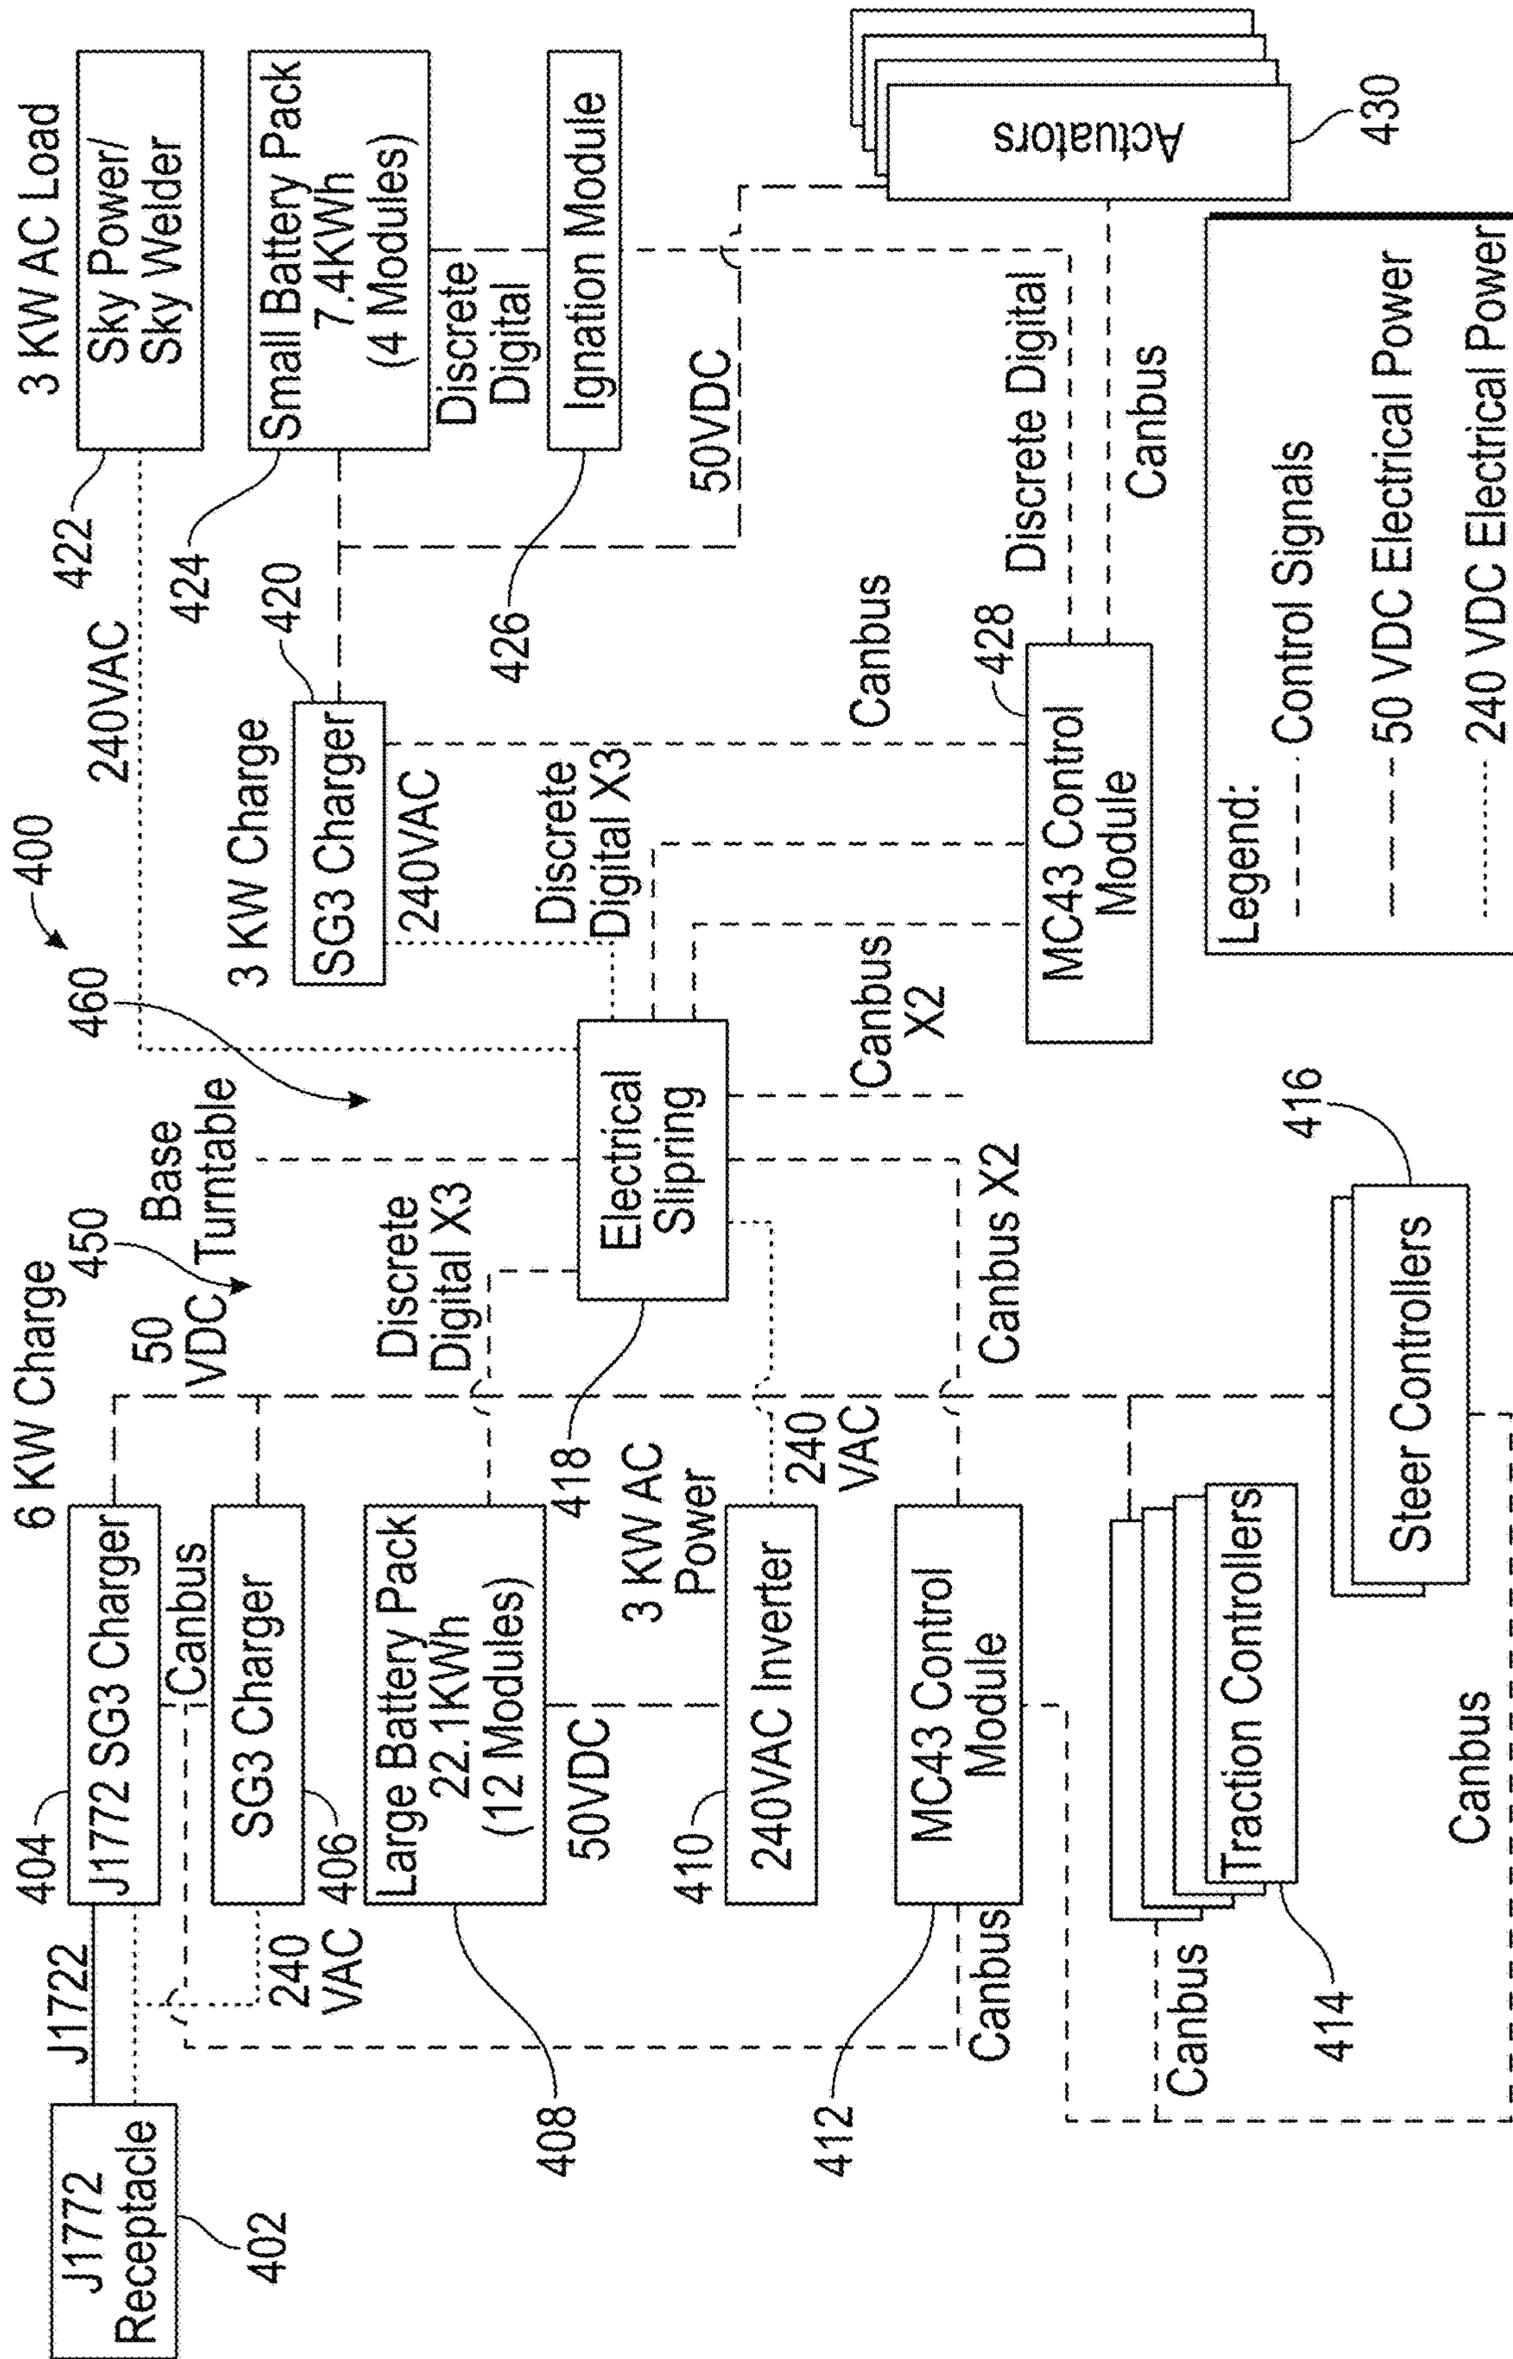 400
J1772
Receptacle
402
J1722
240
VAC
404
6 KW Charge
J1772 SG3 Charger
Canbus
SG3 Charger
406
50
VDC
450
Base
Turntable
460
Large Battery Pack
22.1KWh
(12 Modules)
408
Discrete
Digital X3
50VDC
3 KW AC
Power
410
240VAC Inverter
240
VAC
418
Electrical
Slipring
412
MC43 Control
Module
Canbus
Canbus X2
Canbus
X2
Canbus
Traction Controllers
414
416
Steer Controllers
Canbus
240VAC
3 KW AC Load
Sky Power/
Sky Welder
422
3 KW Charge
SG3 Charger
420
240VAC
Small Battery Pack
7.4KWh
(4 Modules)
424
Discrete
Digital
Ignation Module
426
Discrete
Digital X3
50VDC
Canbus
428
MC43 Control
Module
Discrete Digital
Canbus
Actuators
430
Legend:
Control Signals
50 VDC Electrical Power
240 VDC Electrical Power